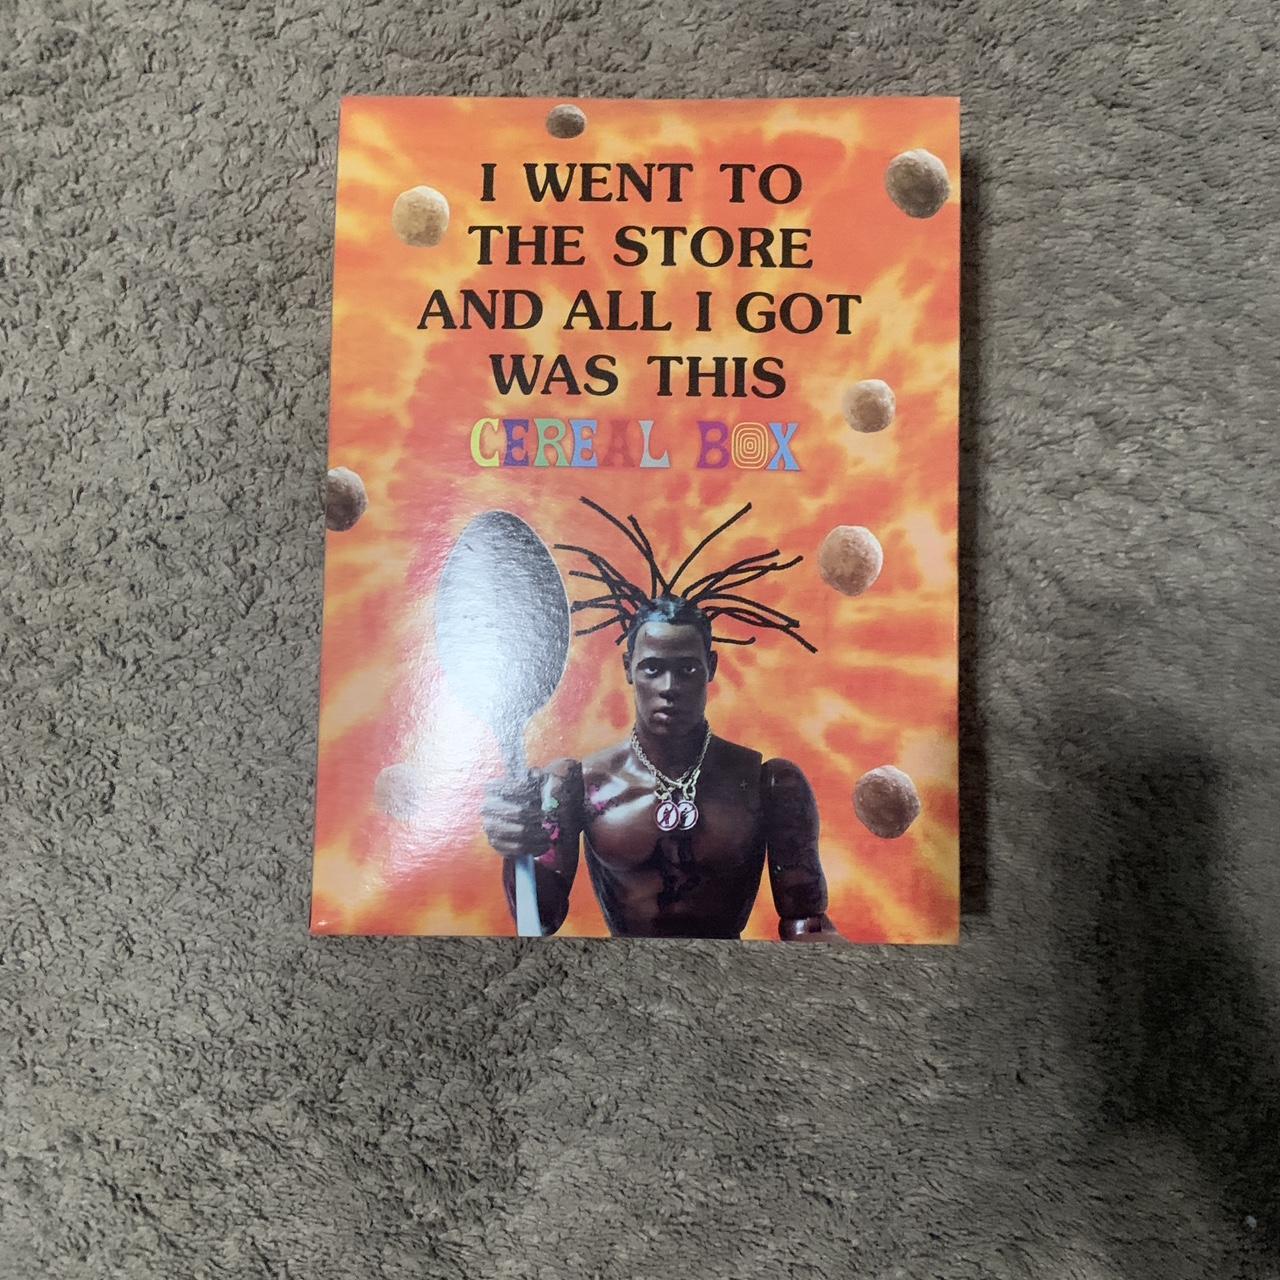 I WENT TO
THE STORE
AND ALL I GOT
WAS THIS
CEREAL BOX